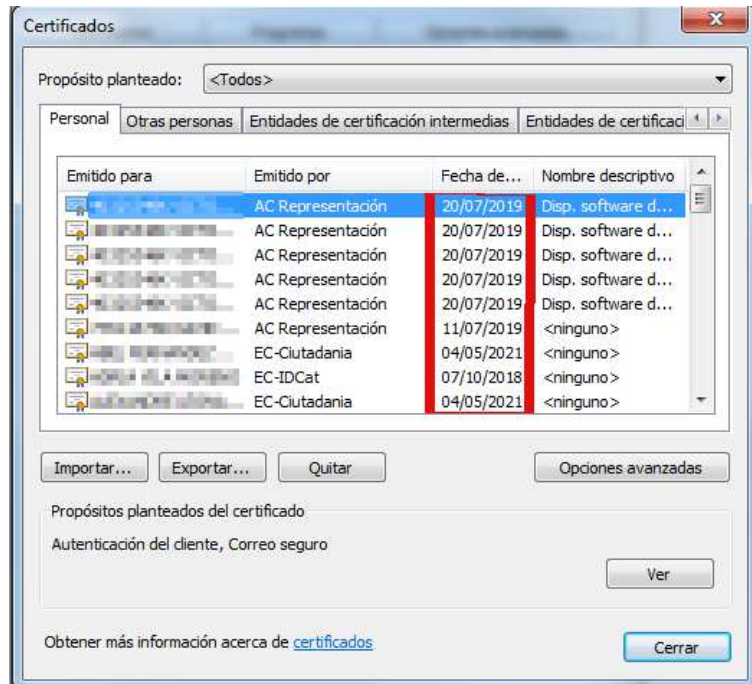 Certificados
Propósito planteado: <Todos>
Personal Otras personas Entidades de certificación intermedias Entidades de certificaci
Emitido para Emitido por Fecha de... Nombre descriptivo
AC Representación 20/07/2019 Disp. software d...
AC Representación 20/07/2019 Disp. software d...
AC Representación 20/07/2019 Disp. software d...
AC Representación 20/07/2019 Disp. software d...
AC Representación 20/07/2019 Disp. software d...
AC Representación 11/07/2019 <ninguno>
EC-Ciutadania 04/05/2021 <ninguno>
EC-IDCat 07/10/2018 <ninguno>
EC-Ciutadania 04/05/2021 <ninguno>
Importar... Exportar... Quitar Opciones avanzadas
Propósitos planteados del certificado
Autenticación del cliente, Correo seguro
Ver
Obtener más información acerca de certificados
Cerrar